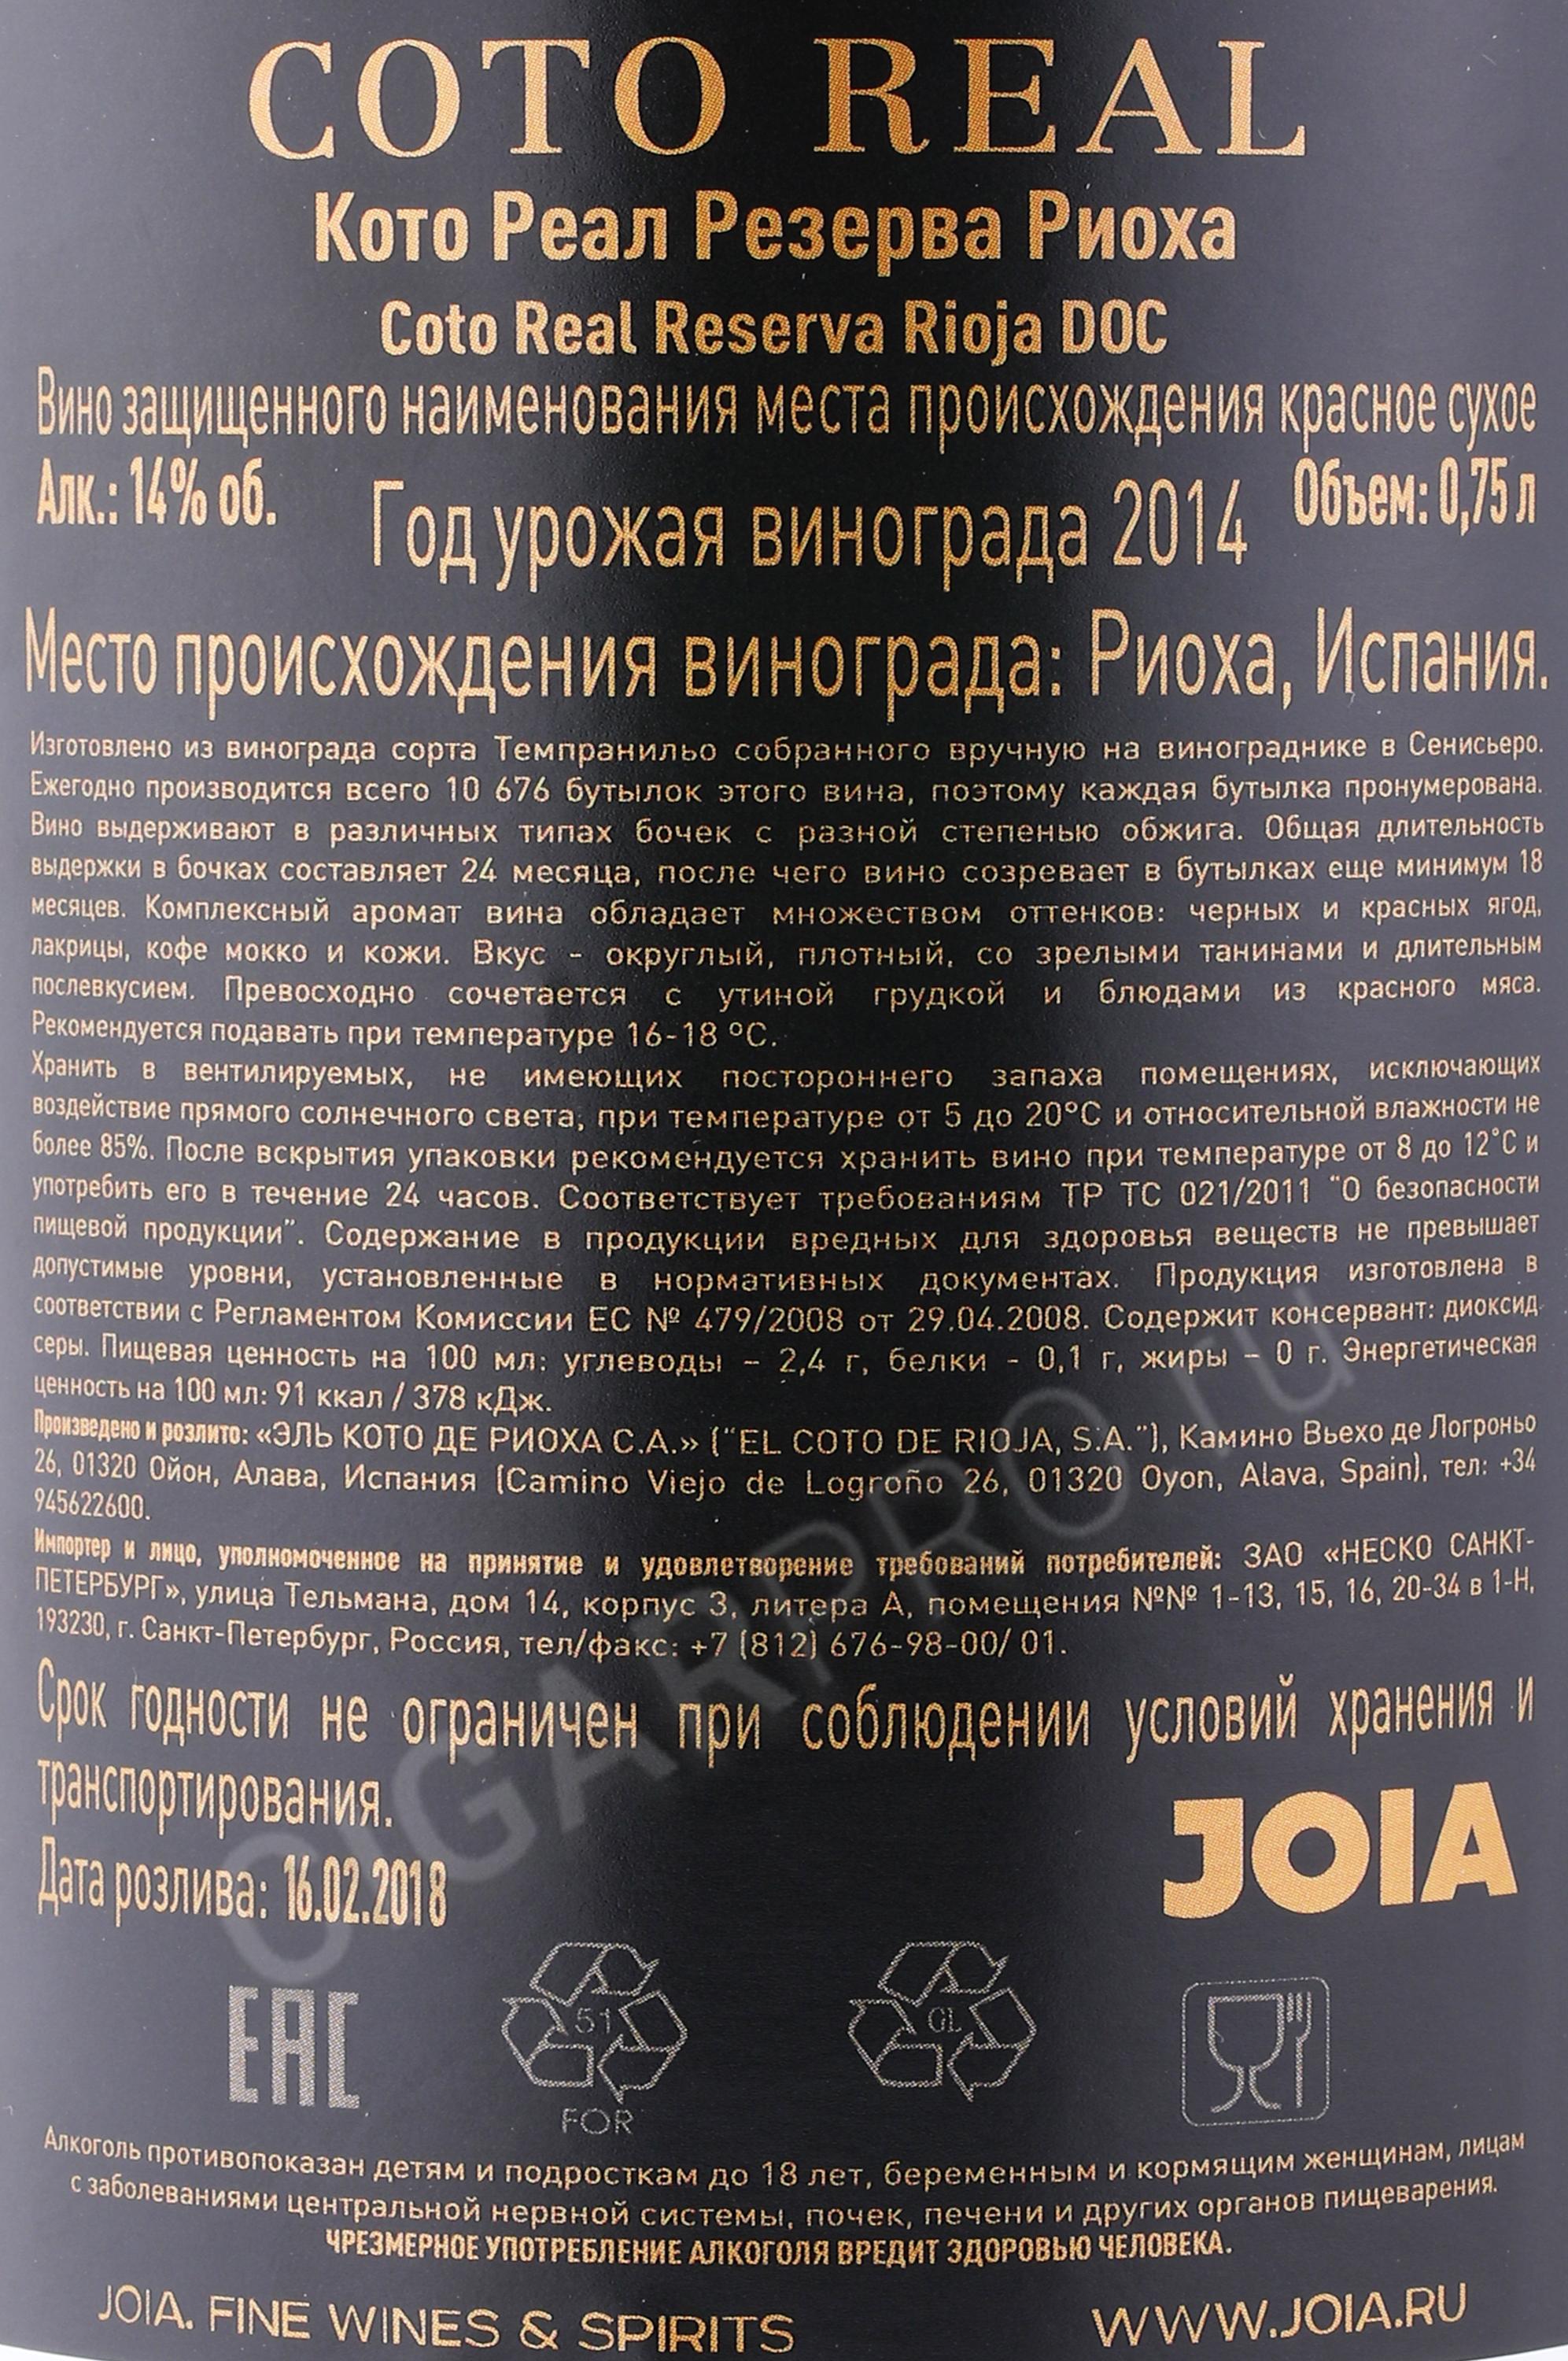 COTO REAL
Кото Реал Резерва Риоха
Coto Real Reserva Rioja DOC
Вино защищенного наименования места происхождения красное сухое
Алк.: 14% об. Год урожая винограда 2014 Объем: 0,75 л
Место происхождения винограда: Риоха, Испания.
Изготовлено из винограда сорта Темпранильо собранного вручную на винограднике в Сенисьеро.
Ежегодно производится всего 10 676 бутылок этого вина, поэтому каждая бутылка пронумерована.
Вино выдерживают в различных типах бочек с разной степенью обжига. Общая длительность
выдержки в бочках составляет 24 месяца, после чего вино созревает в бутылках еще минимум 18
месяцев. Комплексный аромат вина обладает множеством оттенков: черных и красных ягод,
лакрицы, кофе мокко и кожи. Вкус - округлый, плотный, со зрелыми танинами и длительным
послевкусием. Превосходно сочетается с утиной грудкой и блюдами из красного мяса.
Рекомендуется подавать при температуре 16-18 ºС.
Хранить в вентилируемых, не имеющих постороннего запаха помещениях, исключающих
воздействие прямого солнечного света, при температуре от 5 до 20°С и относительной влажности не
более 85%. После вскрытия упаковки рекомендуется хранить вино при температуре от 8 до 12˚С и
употребить его в течение 24 часов. Соответствует требованиям ТР ТС 021/2011 "О безопасности
пищевой продукции". Содержание в продукции вредных для здоровья веществ не превышает
допустимые уровни, установленные в нормативных документах. Продукция изготовлена в
соответствии с Регламентом Комиссии ЕС № 479/2008 от 29.04.2008. Содержит консервант: диоксид
серы. Пищевая ценность на 100 мл: углеводы – 2,4 г, белки - 0,1 г, жиры – 0 г. Энергетическая
ценность на 100 мл: 91 ккал / 378 кДж.
Произведено и розлито: «ЭЛЬ КОТО ДЕ РИОХА С.А.» ("EL COTO DE RIOJA, S.A."), Камино Вьехо де Логроньо
26, 01320 Ойон, Алава, Испания (Camino Viejo de Logroño 26, 01320 Oyon, Alava, Spain), тел: +34
945622600.
Импортер и лицо, уполномоченное на принятие и удовлетворение требований потребителей: ЗАО «НЕСКО САНКТ-
ПЕТЕРБУРГ», улица Тельмана, дом 14, корпус 3, литера А, помещения №№ 1-13, 15, 16, 20-34 в 1-Н,
193230, г. Санкт-Петербург, Россия, тел/факс: +7 (812) 676-98-00/ 01.
Срок годности не ограничен при соблюдении условий хранения и
транспортирования.
Дата розлива: 16.02.2018
JOIA
EAC
51
FOR
GL
Алкоголь противопоказан детям и подросткам до 18 лет, беременным и кормящим женщинам, лицам
с заболеваниями центральной нервной системы, почек, печени и других органов пищеварения.
ЧРЕЗМЕРНОЕ УПОТРЕБЛЕНИЕ АЛКОГОЛЯ ВРЕДИТ ЗДОРОВЬЮ ЧЕЛОВЕКА.
JOIA. FINE WINES & SPIRITS WWW.JOIA.RU
CIGARPRO.ru